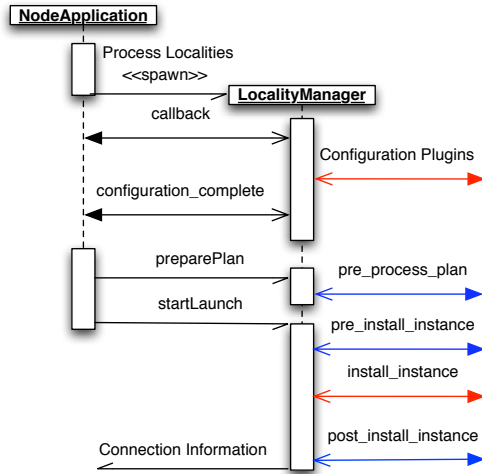 NodeApplication
Process Localities
<<spawn>>
LocalityManager
callback
Configuration Plugins
configuration_complete
preparePlan
pre_process_plan
startLaunch
pre_install_instance
install_instance
Connection Information
post_install_instance